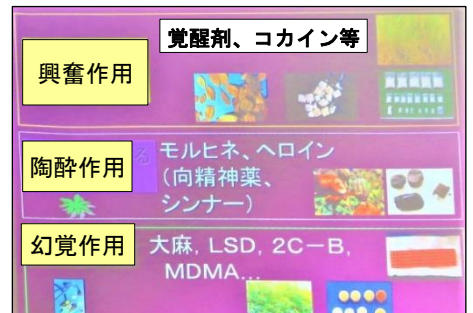 覚醒剤、コカイン等
興奮作用
陶酔作用
る
モルヒネ、ヘロイン
(向精神薬、
シンナー)
幻覚作用
大麻, LSD, 2C－B,
MDMA...